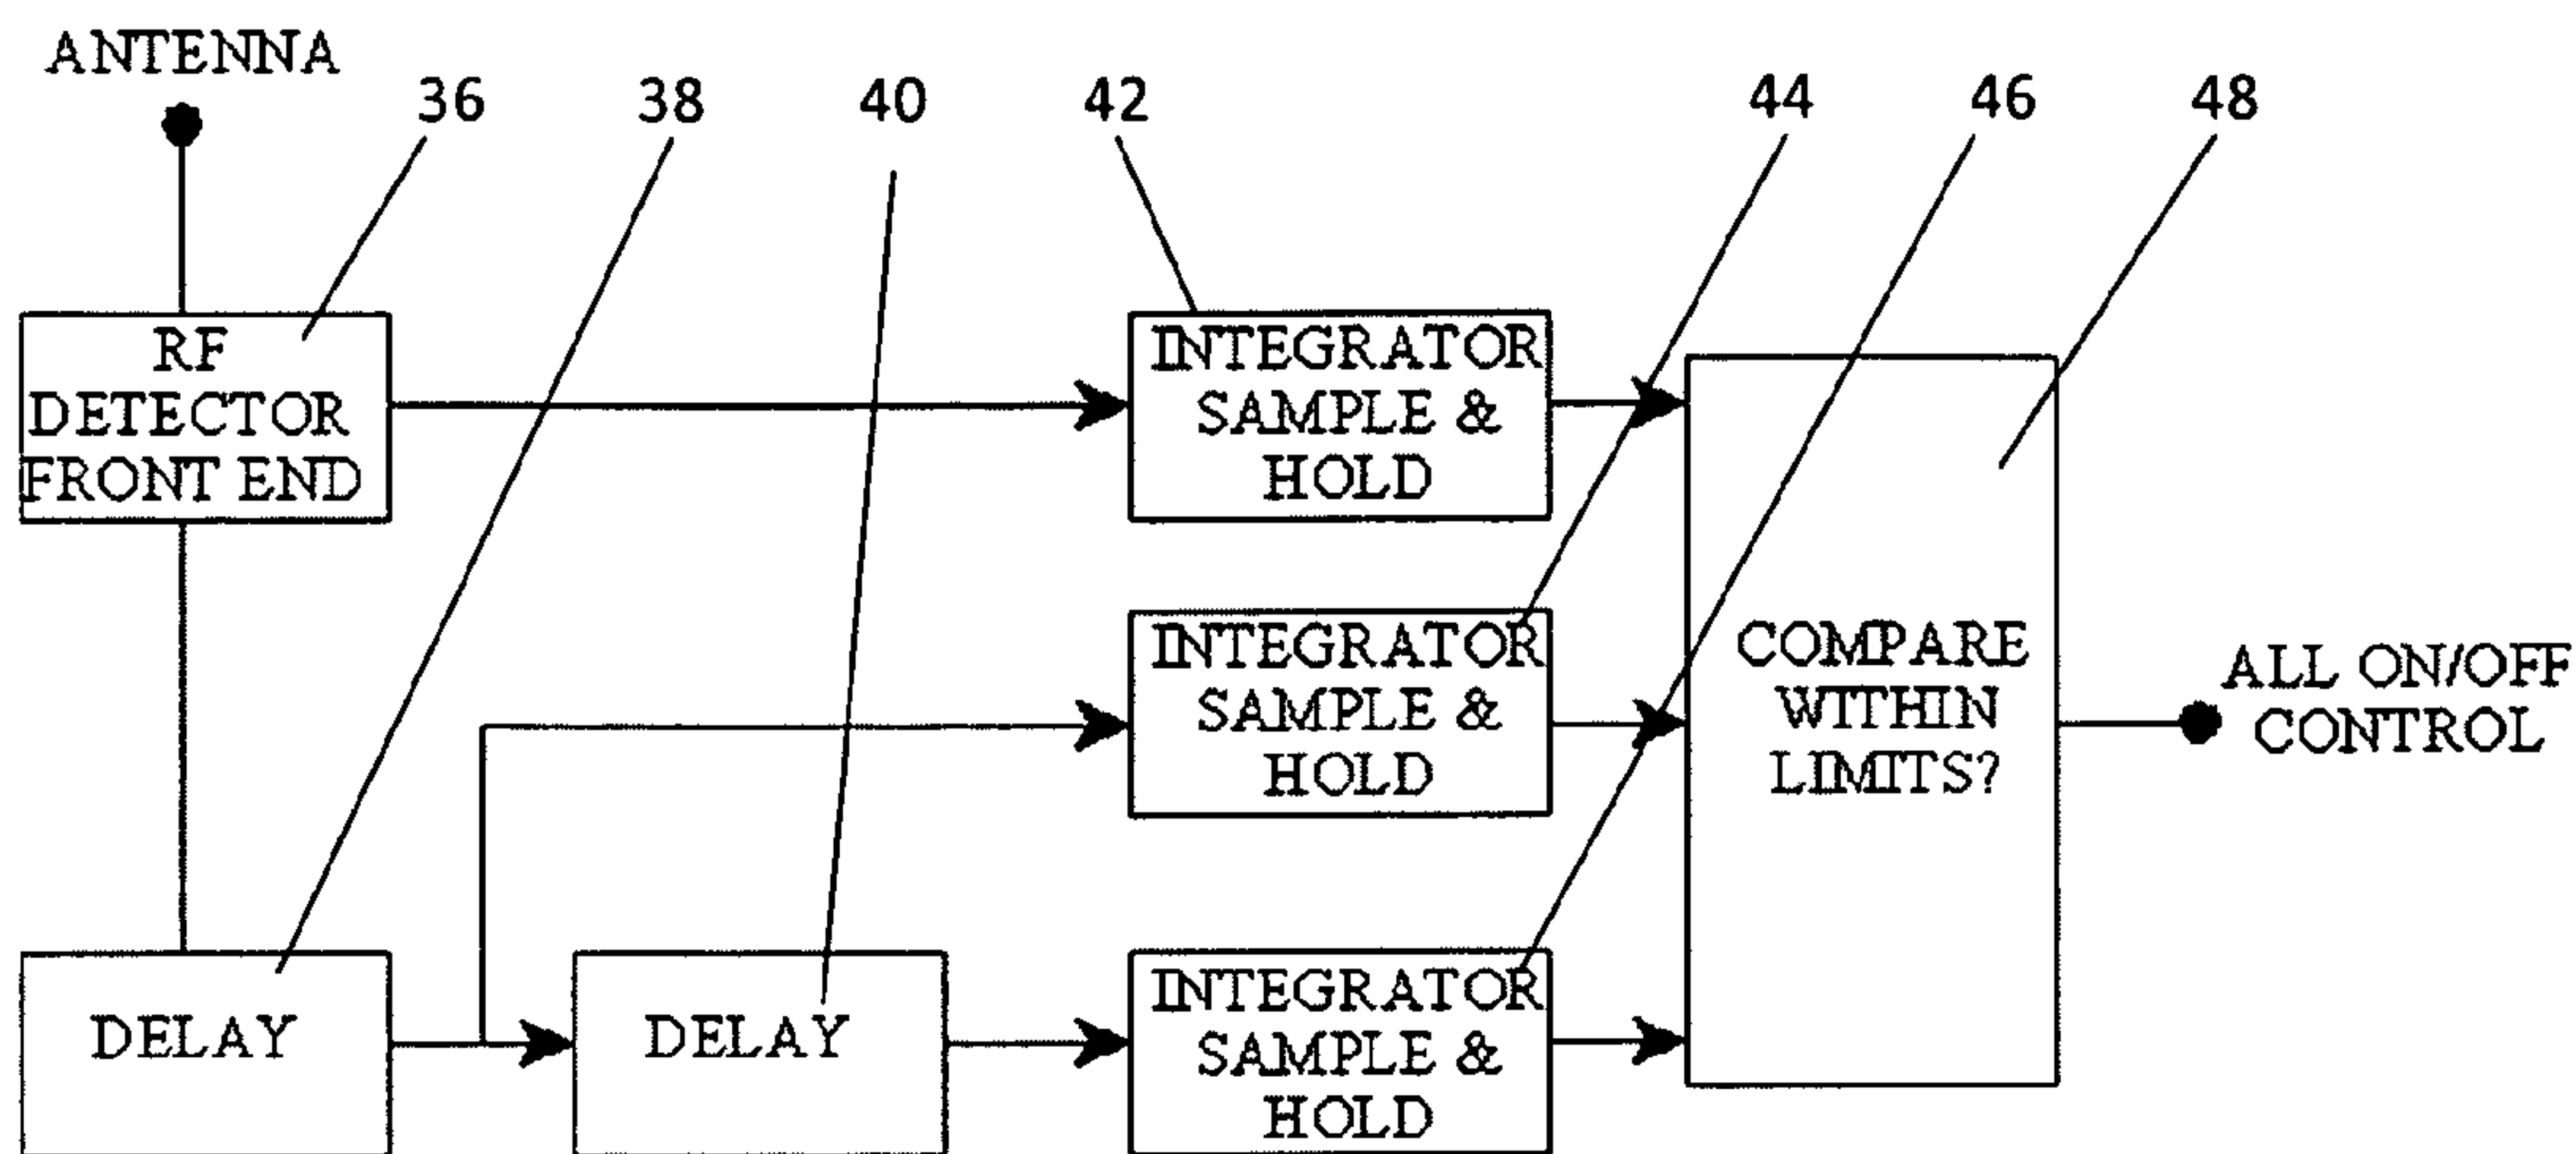 ANTENNA
36
38
40
42
44
46
48
RF
DETECTOR
FRONT END
INTEGRATOR
SAMPLE &
HOLD
INTEGRATOR
SAMPLE &
HOLD
COMPARE
WITHIN
LIMITS?
ALL ON/OFF
CONTROL
DELAY
DELAY
INTEGRATOR
SAMPLE &
HOLD